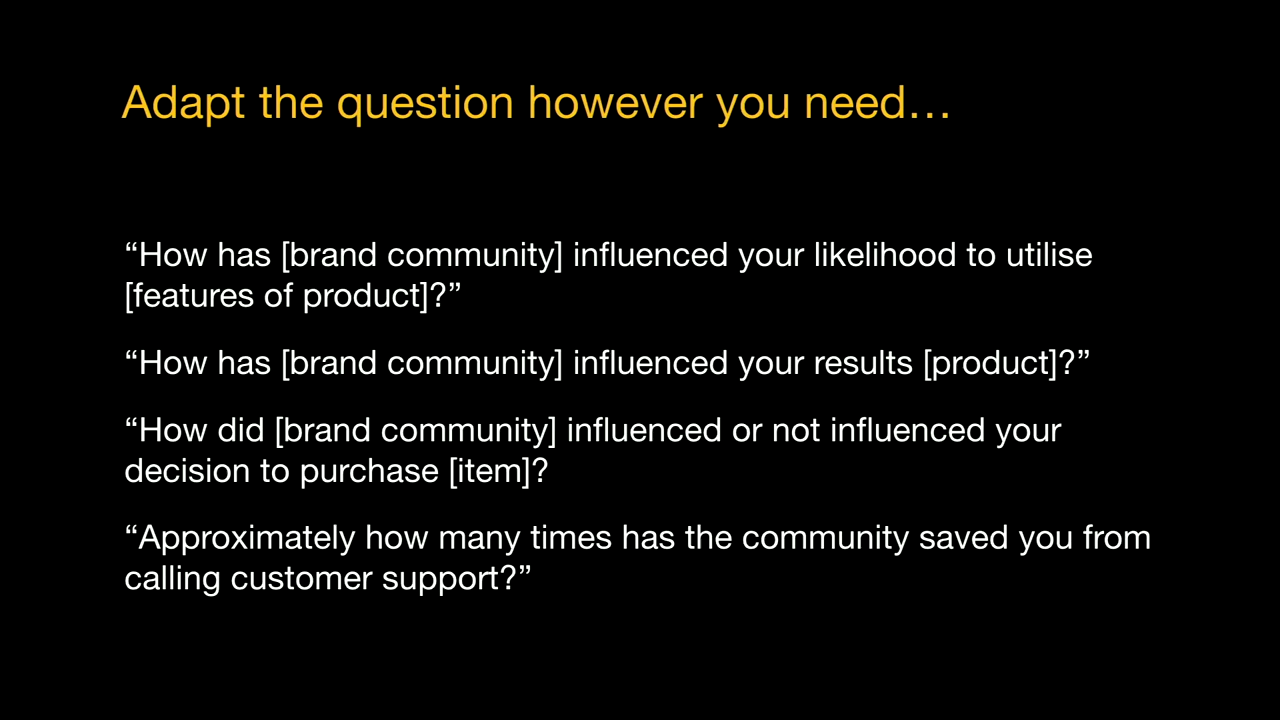 Adapt the question however you need…
“How has [brand community] influenced your likelihood to utilise
[features of product]?”
“How has [brand community] influenced your results [product]?”
“How did [brand community] influenced or not influenced your
decision to purchase [item]?
“Approximately how many times has the community saved you from
calling customer support?”